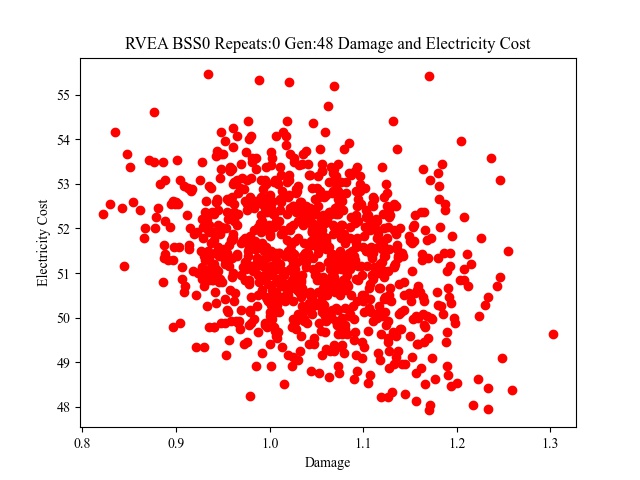 RVEA BSS0 Repeats:0 Gen:48 Damage and Electricity Cost
55
54
53
52
51
50
49
48
Electricity Cost
0.8 0.9 1.0 1.1 1.2 1.3
Damage